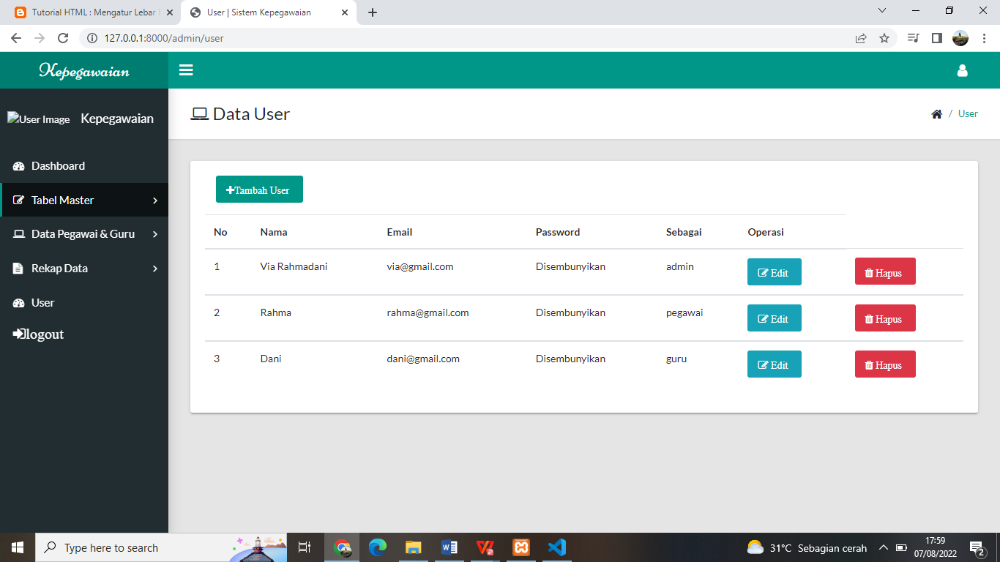 Tutorial HTML : Mengatur Lebar
User | Sistem Kepegawaian
127.0.0.1:8000/admin/user
Kepegawaian
User Image Kepegawaian
Dashboard
Tabel Master
Data Pegawai & Guru
Rekap Data
User
logout
Data User
/ User
Tambah User
No Nama Email Password Sebagai Operasi
1 Via Rahmadani via@gmail.com Disembunyikan admin Edit Hapus
2 Rahma rahma@gmail.com Disembunyikan pegawai Edit Hapus
3 Dani dani@gmail.com Disembunyikan guru Edit Hapus
Type here to search
31°C Sebagian cerah
17:59
07/08/2022
2